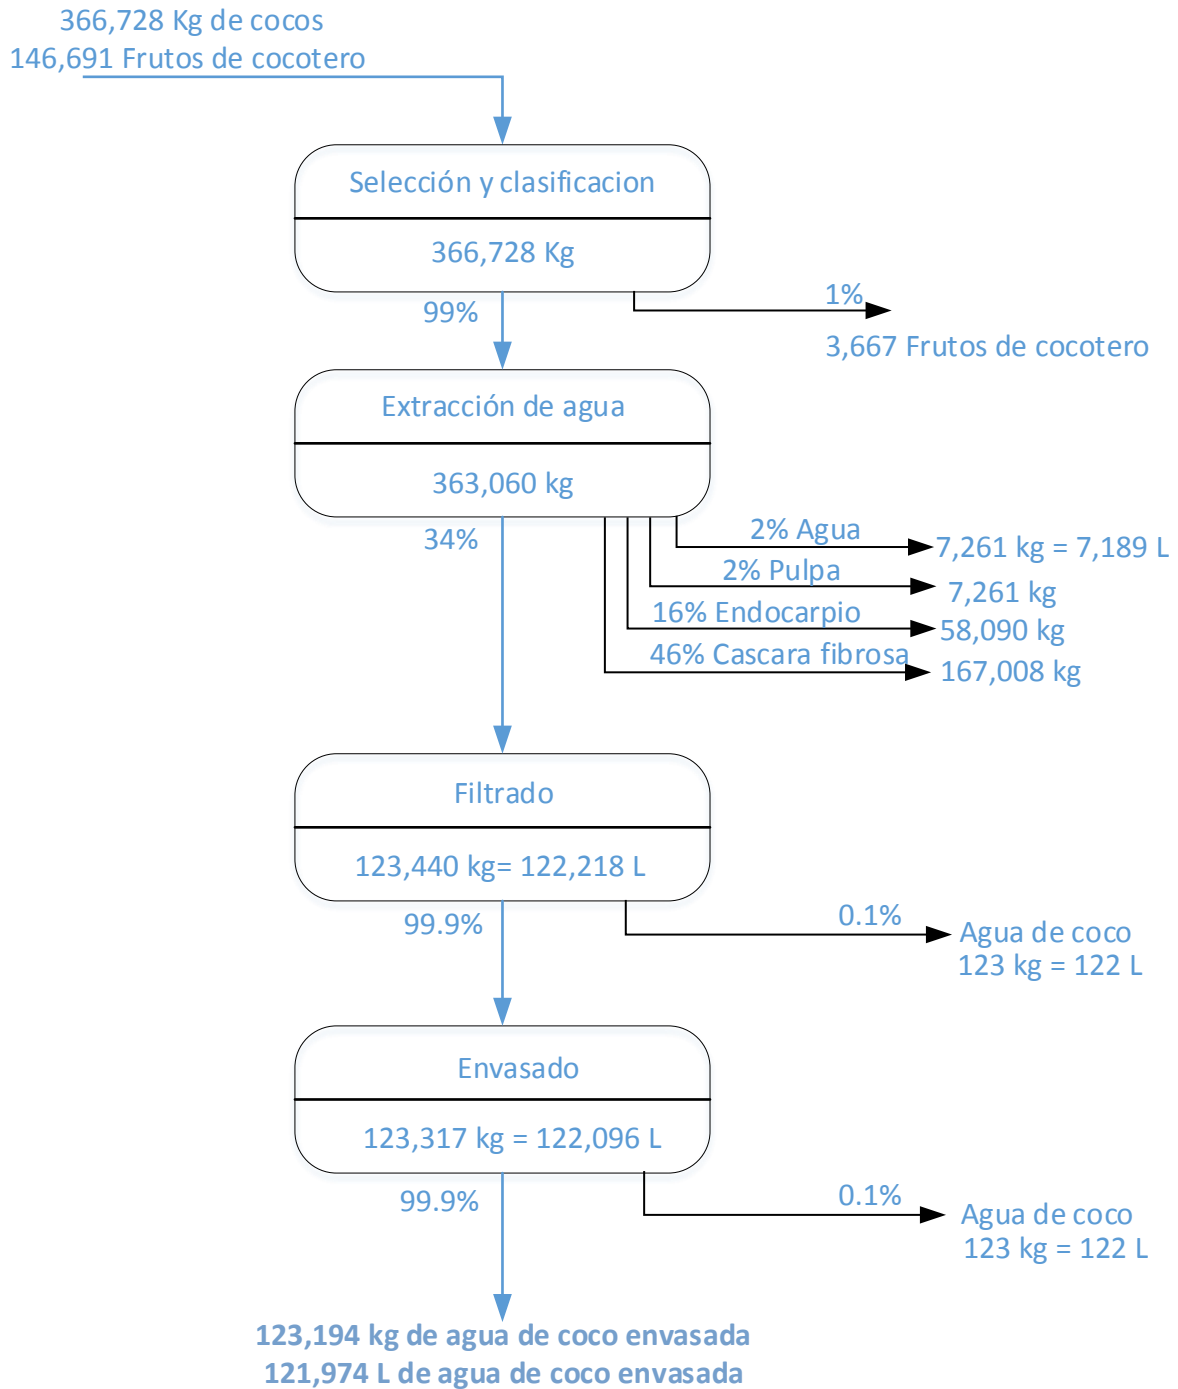 366,728 Kg de cocos
146,691 Frutos de cocotero
Selección y clasificacion
366,728 Kg
99%
1%
3,667 Frutos de cocotero
Extracción de agua
363,060 kg
34%
2% Agua
7,261 kg = 7,189 L
2% Pulpa
7,261 kg
16% Endocarpio
58,090 kg
46% Cascara fibrosa
167,008 kg
Filtrado
123,440 kg= 122,218 L
99.9%
0.1%
Agua de coco
123 kg = 122 L
Envasado
123,317 kg = 122,096 L
99.9%
0.1%
Agua de coco
123 kg = 122 L
123,194 kg de agua de coco envasada
121,974 L de agua de coco envasada